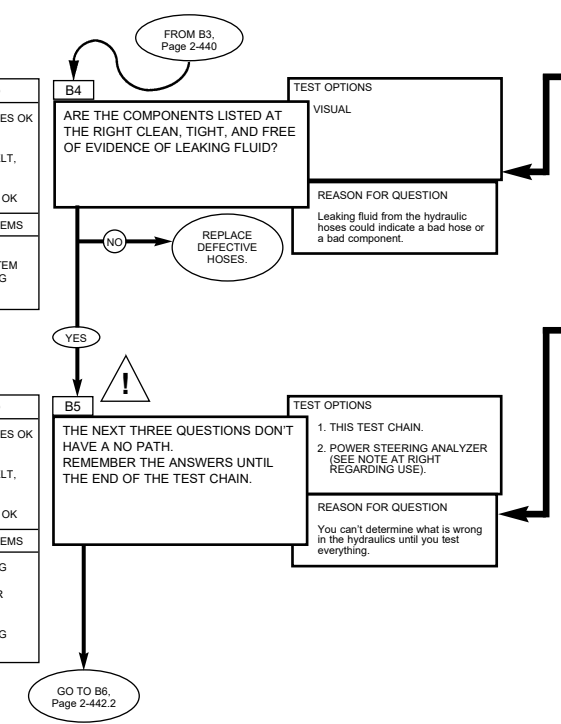 FROM B3,
Page 2-440
B4
TEST OPTIONS
VISUAL
ARE THE COMPONENTS LISTED AT
THE RIGHT CLEAN, TIGHT, AND FREE
OF EVIDENCE OF LEAKING FLUID?
REASON FOR QUESTION
Leaking fluid from the hydraulic
hoses could indicate a bad hose or
a bad component.
NO
REPLACE
DEFECTIVE
HOSES.
YES
!
B5
TEST OPTIONS
1. THIS TEST CHAIN.
2. POWER STEERING ANALYZER
(SEE NOTE AT RIGHT
REGARDING USE).
THE NEXT THREE QUESTIONS DON'T
HAVE A NO PATH.
REMEMBER THE ANSWERS UNTIL
THE END OF THE TEST CHAIN.
REASON FOR QUESTION
You can't determine what is wrong
in the hydraulics until you test
everything.
GO TO B6,
Page 2-442.2
ES OK
LT,
OK
EMS
TEM
G
ES OK
LT,
OK
EMS
G
R
G